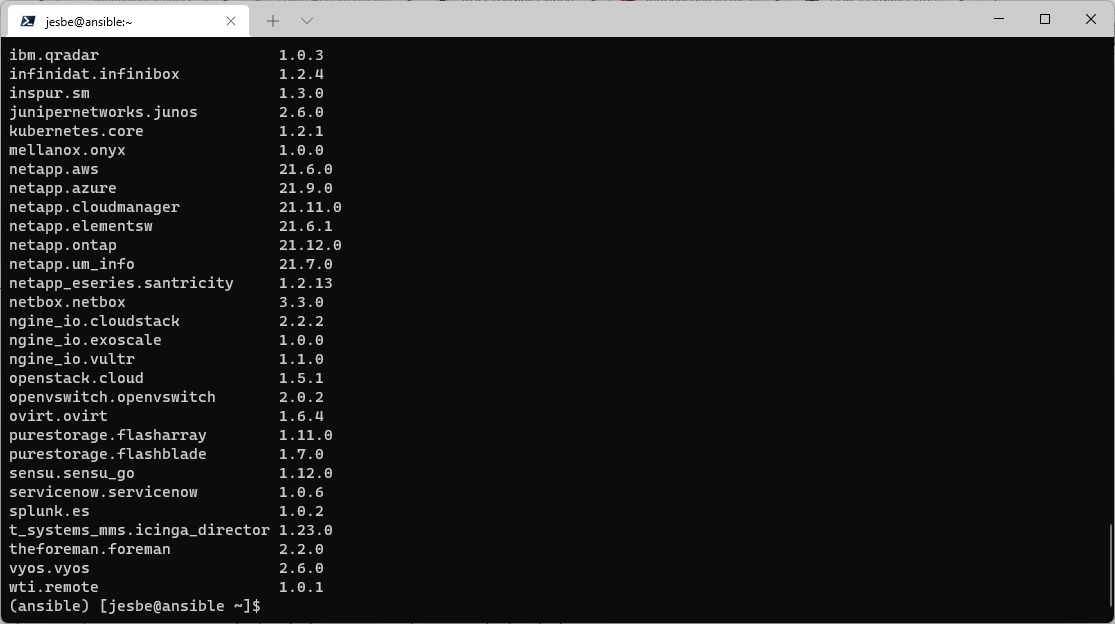 jesbe@ansible:~
ibm.qradar 1.0.3
infinidat.infinibox 1.2.4
inspur.sm 1.3.0
junipernetworks.junos 2.6.0
kubernetes.core 1.2.1
mellanox.onyx 1.0.0
netapp.aws 21.6.0
netapp.azure 21.9.0
netapp.cloudmanager 21.11.0
netapp.elementsw 21.6.1
netapp.ontap 21.12.0
netapp.um_info 21.7.0
netapp_eseries.santricity 1.2.13
netbox.netbox 3.3.0
ngine_io.cloudstack 2.2.2
ngine_io.exoscale 1.0.0
ngine_io.vultr 1.1.0
openstack.cloud 1.5.1
openvswitch.openvswitch 2.0.2
ovirt.ovirt 1.6.4
purestorage.flasharray 1.11.0
purestorage.flashblade 1.7.0
sensu.sensu_go 1.12.0
servicenow.servicenow 1.0.6
splunk.es 1.0.2
t_systems_mms.icinga_director 1.23.0
theforeman.foreman 2.2.0
vyos.vyos 2.6.0
wti.remote 1.0.1
(ansible) [jesbe@ansible ~]$